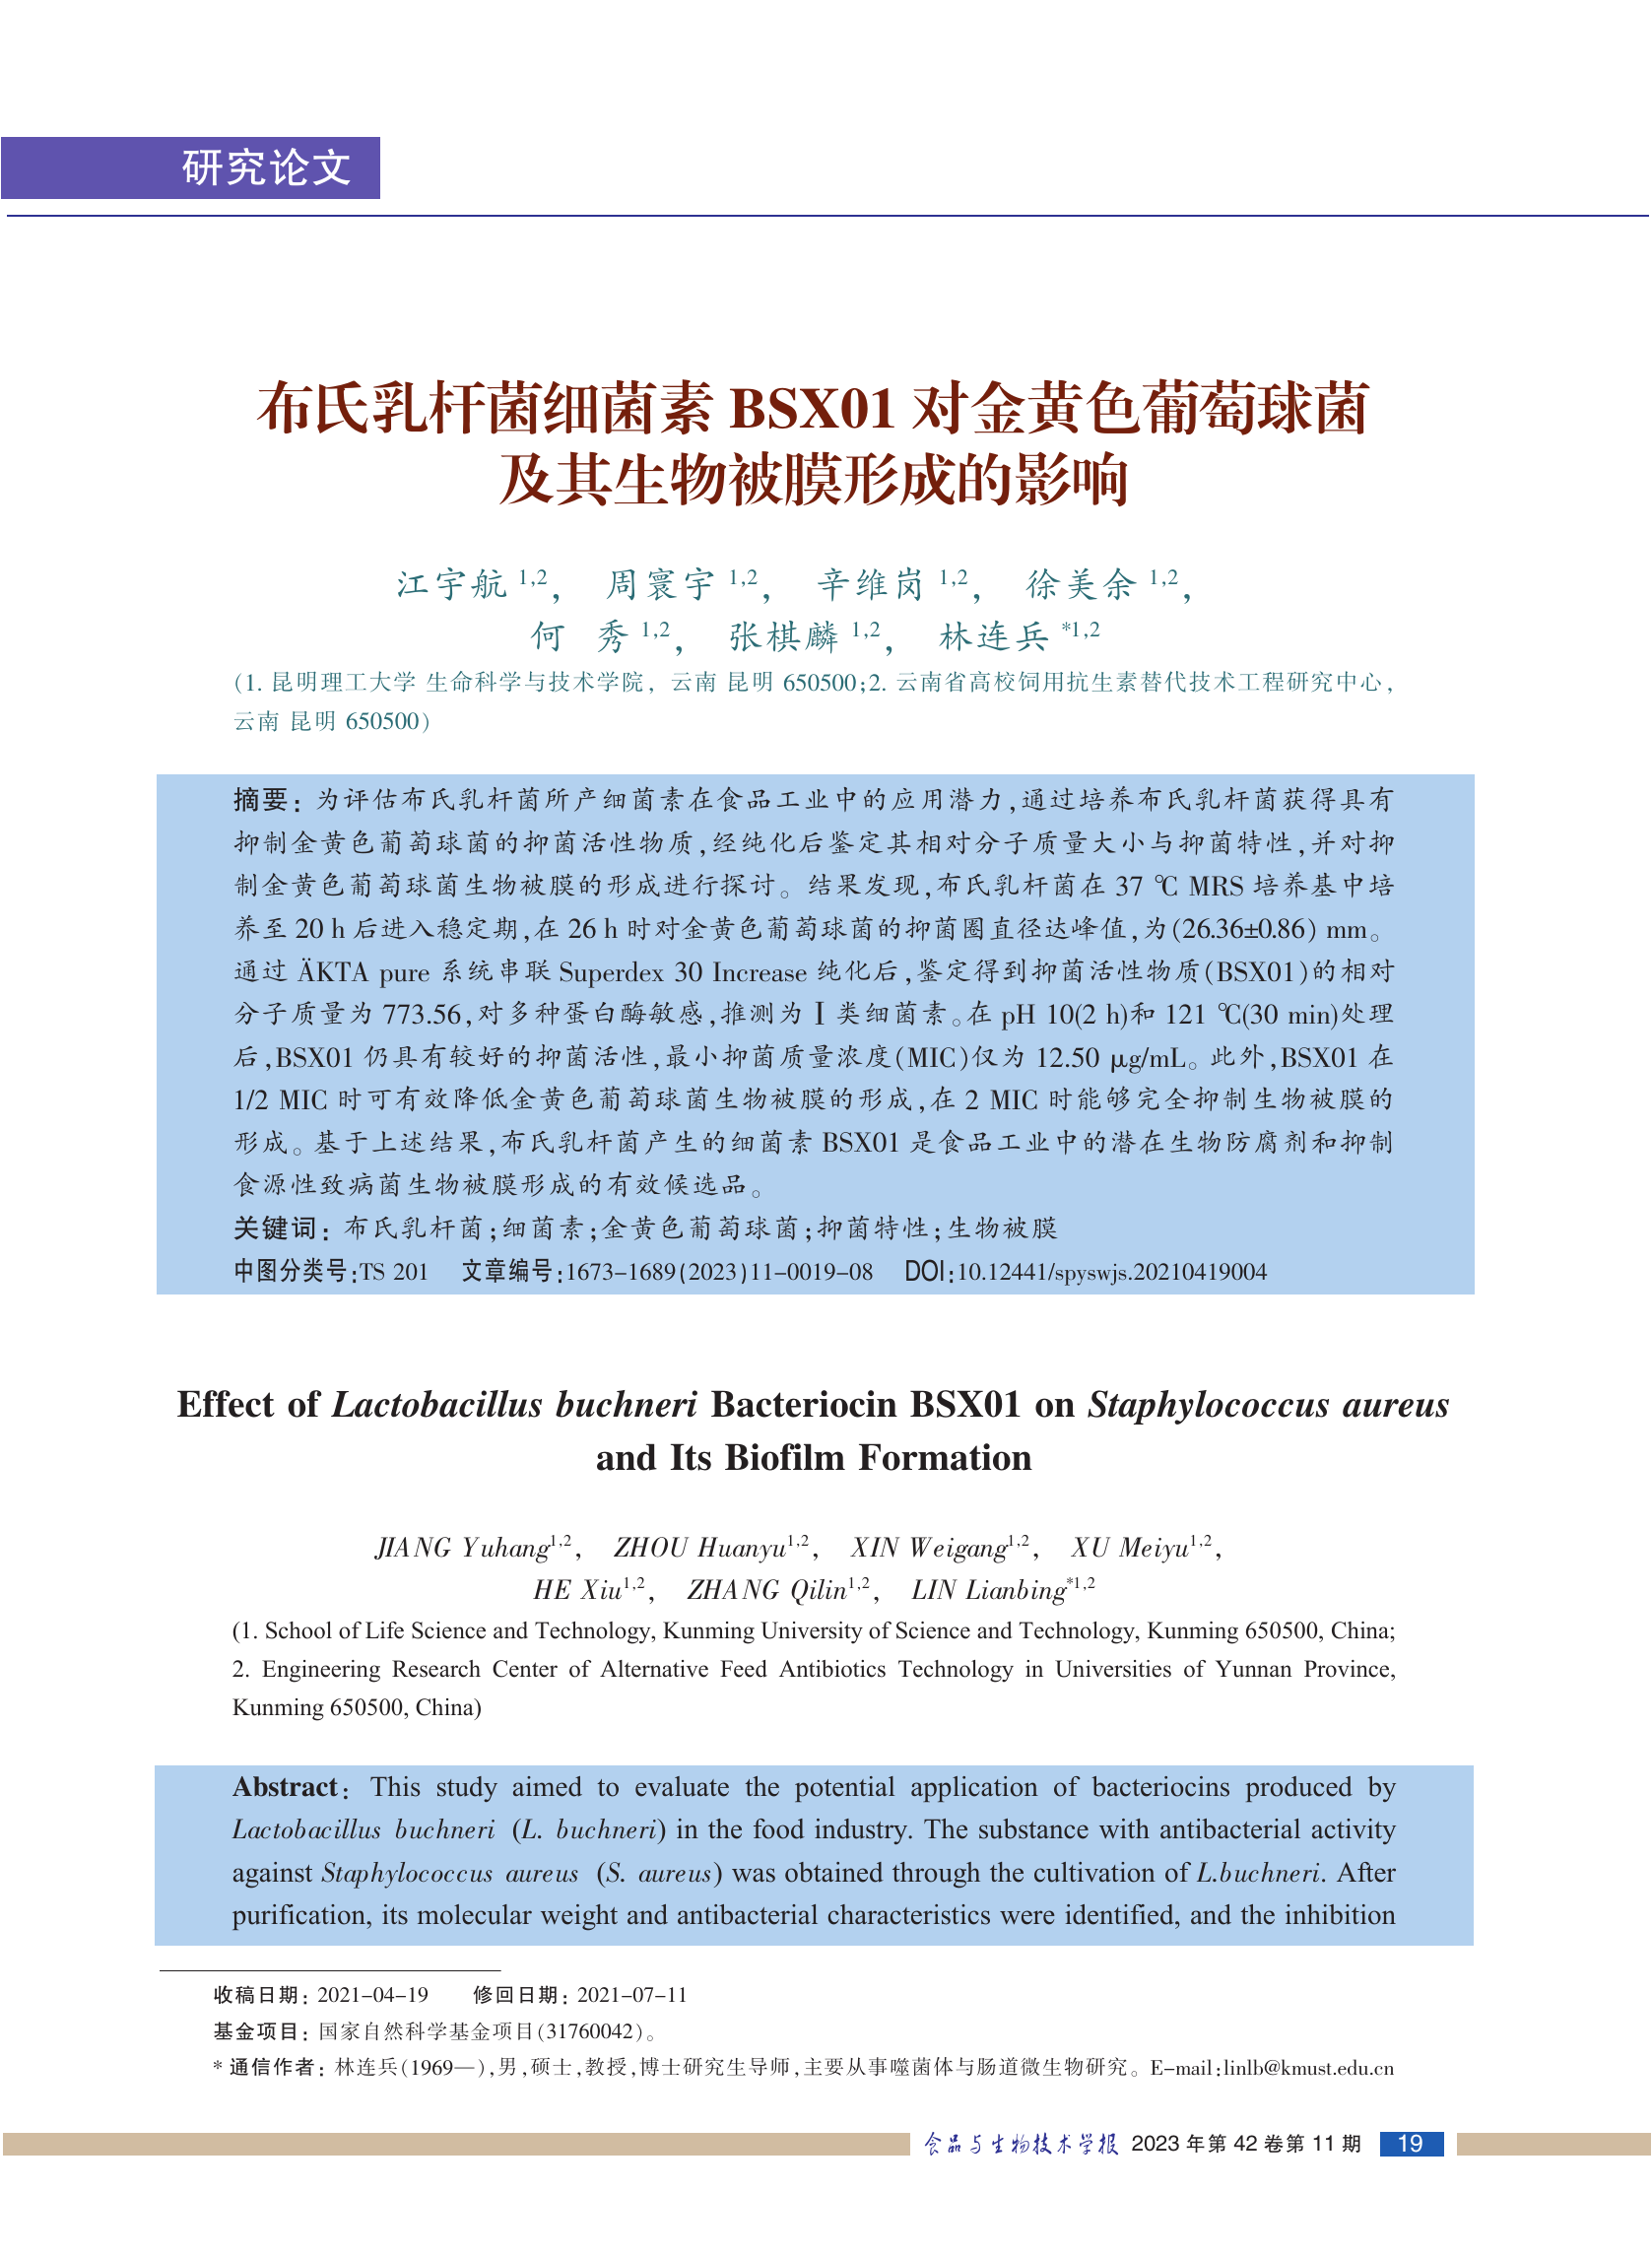 研究论文
布氏乳杆菌细菌素 BSX01 对金黄色葡萄球菌
及其生物被膜形成的影响
江宇航 1,2， 周寰宇 1,2， 辛维岗 1,2， 徐美余 1,2，
何 秀 1,2， 张棋麟 1,2， 林连兵 *1,2
(1. 昆明理工大学 生命科学与技术学院，云南 昆明 650500;2. 云南省高校饲用抗生素替代技术工程研究中心，
云南 昆明 650500)
摘要：为评估布氏乳杆菌所产细菌素在食品工业中的应用潜力,通过培养布氏乳杆菌获得具有
抑制金黄色葡萄球菌的抑菌活性物质,经纯化后鉴定其相对分子质量大小与抑菌特性,并对抑
制金黄色葡萄球菌生物被膜的形成进行探讨。结果发现,布氏乳杆菌在 37 ℃ MRS 培养基中培
养至 20 h 后进入稳定期,在 26 h 时对金黄色葡萄球菌的抑菌圈直径达峰值,为(26.36±0.86) mm。
通过 ÄKTA pure 系统串联 Superdex 30 Increase 纯化后,鉴定得到抑菌活性物质(BSX01)的相对
分子质量为 773.56,对多种蛋白酶敏感,推测为Ⅰ类细菌素。在 pH 10(2 h)和 121 ℃(30 min)处理
后,BSX01 仍具有较好的抑菌活性,最小抑菌质量浓度(MIC)仅为 12.50 μg/mL。此外,BSX01 在
1/2 MIC 时可有效降低金黄色葡萄球菌生物被膜的形成,在 2 MIC 时能够完全抑制生物被膜的
形成。基于上述结果,布氏乳杆菌产生的细菌素 BSX01 是食品工业中的潜在生物防腐剂和抑制
食源性致病菌生物被膜形成的有效候选品。
关键词：布氏乳杆菌;细菌素;金黄色葡萄球菌;抑菌特性;生物被膜
中图分类号:TS 201 文章编号:1673-1689(2023)11-0019-08 DOI:10.12441/spyswjs.20210419004
Effect of Lactobacillus buchneri Bacteriocin BSX01 on Staphylococcus aureus
and Its Biofilm Formation
JIANG Yuhang1,2, ZHOU Huanyu1,2, XIN Weigang1,2, XU Meiyu1,2,
HE Xiu1,2, ZHANG Qilin1,2, LIN Lianbing*1,2
(1. School of Life Science and Technology, Kunming University of Science and Technology, Kunming 650500, China;
2. Engineering Research Center of Alternative Feed Antibiotics Technology in Universities of Yunnan Province,
Kunming 650500, China)
Abstract: This study aimed to evaluate the potential application of bacteriocins produced by
Lactobacillus buchneri (L. buchneri) in the food industry. The substance with antibacterial activity
against Staphylococcus aureus (S. aureus) was obtained through the cultivation of L.buchneri. After
purification, its molecular weight and antibacterial characteristics were identified, and the inhibition
收稿日期：2021-04-19 修回日期：2021-07-11
基金项目：国家自然科学基金项目(31760042)。
* 通信作者：林连兵(1969—),男,硕士,教授,博士研究生导师,主要从事噬菌体与肠道微生物研究。E-mail:linlb@kmust.edu.cn
食品与生物技术学报 2023 年第 42 卷第 11 期 19